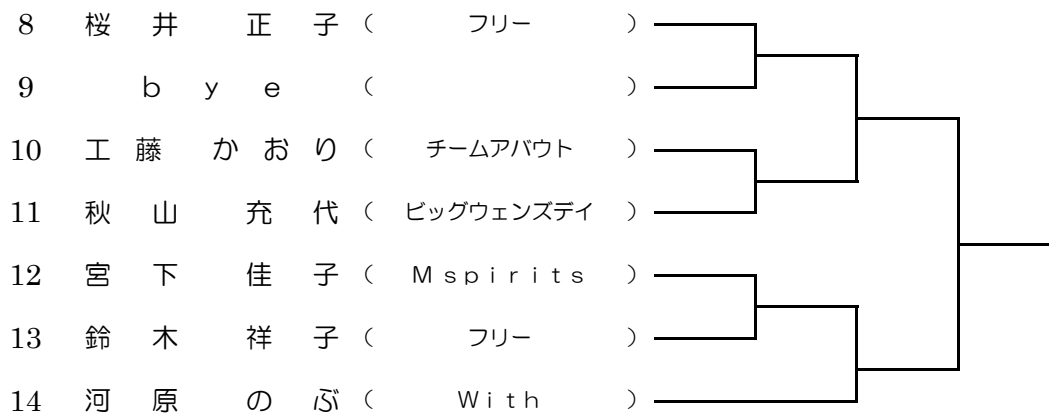 8 桜井 正子 ( フリー )
9 bye ( )
10 工藤 かおり ( チームアバウト )
11 秋山 充代 ( ビッグウェンズデイ )
12 宮下 佳子 ( Mspirits )
13 鈴木 祥子 ( フリー )
14 河原 のぶ ( With )